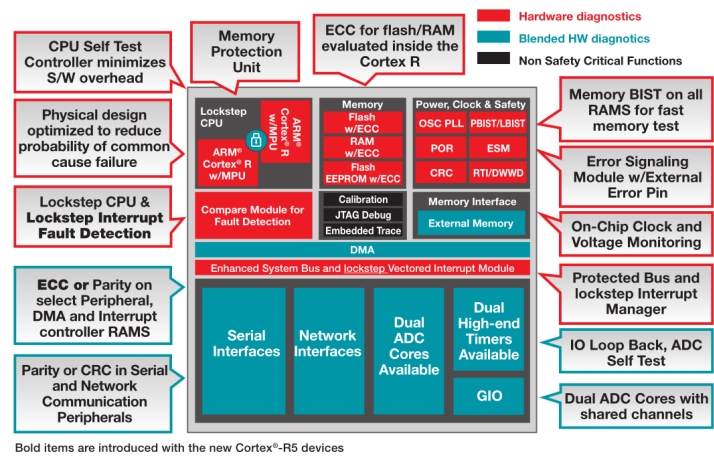 Hardware diagnostics
Blended HW diagnotics
Non Safety Critical Functions
CPU Self Test
Controller minimizes
S/W overhead
Memory
Protection
Unit
ECC for flash/RAM
evaluated inside the
Cortex R
Physical design
optimized to reduce
probability of common
cause failure
Lockstep CPU &
Lockstep Interrupt
Fault Detection
ECC or Parity on
select Peripheral,
DMA and Interrupt
controller RAMS
Parity or CRC in Serial
and Network
Communication
Peripherals
Lockstep
CPU
ARM®
Cortex® R
w/MPU
ARM®
Cortex® R
w/MPU
Compare Module for
Fault Detection
Memory
Flash
w/ECC
RAM
w/ECC
Flash
EEPROM w/ECC
Calibration
JTAG Debug
Embedded Trace
Power, Clock & Safety
OSC PLL
PBIST/LBIST
POR
ESM
CRC
RTI/DWWD
Memory Interface
External Memory
DMA
Enhanced System Bus and lockstep Vectored Interrupt Module
Serial
Interfaces
Network
Interfaces
Dual
ADC
Cores
Available
Dual
High-end
Timers
Available
GIO
Memory BIST on all
RAMS for fast
memory test
Error Signaling
Module w/External
Error Pin
On-Chip Clock and
Voltage Monitoring
Protected Bus and
lockstep Interrupt
Manager
IO Loop Back, ADC
Self Test
Dual ADC Cores with
shared channels
Bold items are introduced with the new Cortex®-R5 devices